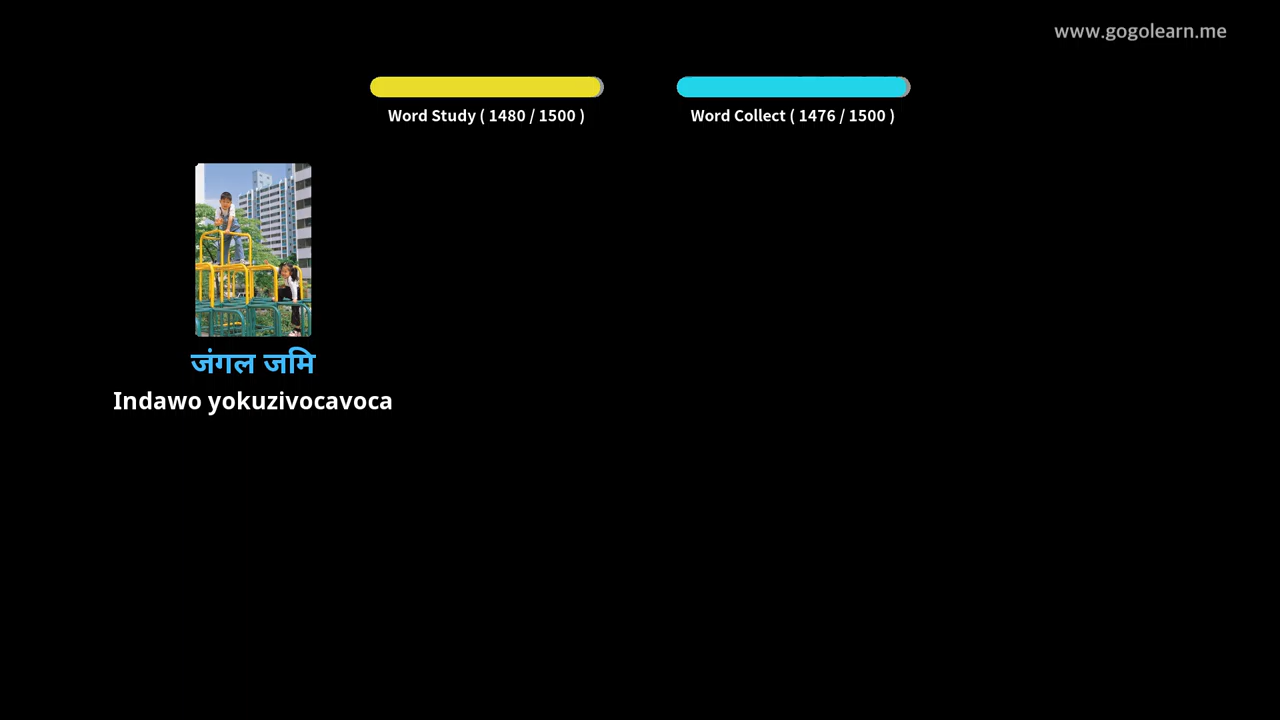 www.gogolearn.me
Word Study ( 1480 / 1500 )
Word Collect ( 1476 / 1500 )
जंगल जमि
Indawo yokuzivocavoca